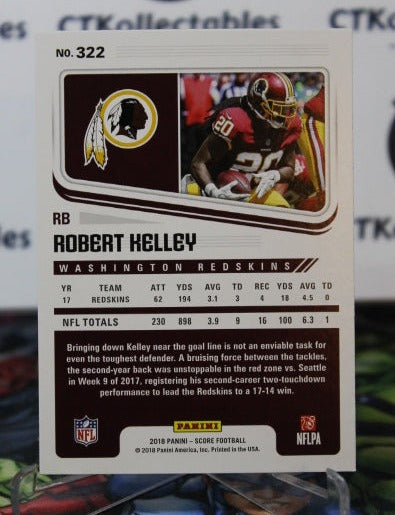 CTKollectables
CTKo
No. 322
20
20
RB
ROBERT KELLEY
WASHINGTON REDSKINS
YR TEAM ATT YDS AVG TD REC YDS AVG TD
17 REDSKINS 62 194 3.1 3 4 18 4.5 0
NFL TOTALS 230 898 3.9 9 16 100 6.3 1
Bringing down Kelley near the goal line is not an enviable task for
even the toughest defender. A bruising force between the tackles,
the second-year back was unstoppable in the red zone vs. Seattle
in Week 9 of 2017, registering his second-career two-touchdown
performance to lead the Redskins to a 17-14 win.
NFL
PANINI
NFLPA
2018 PANINI – SCORE FOOTBALL
© 2018 Panini America, Inc. Printed in the USA.